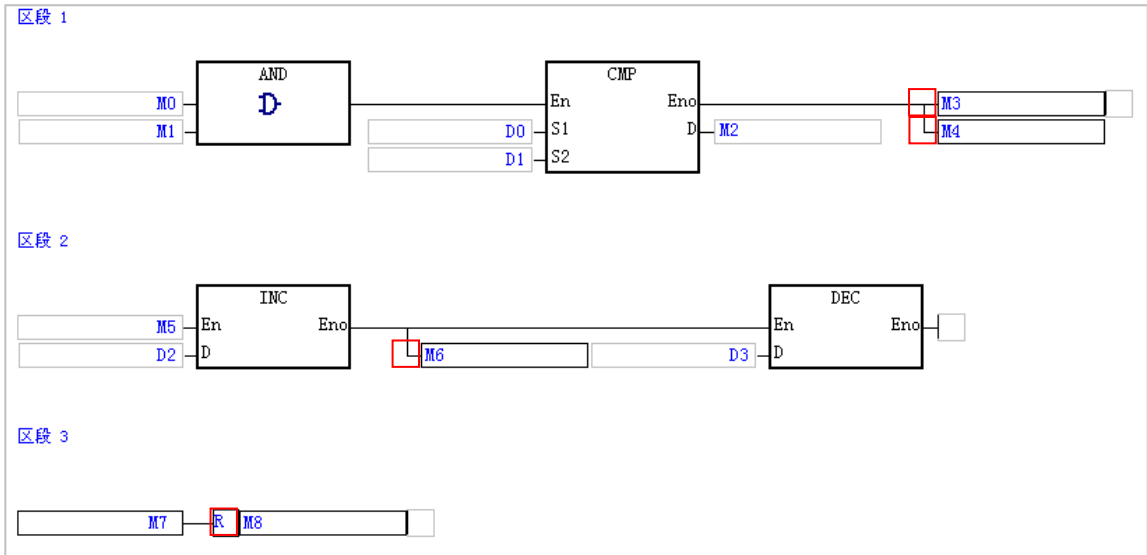 区段 1
AND CMP
M0 En Eno M3
M1 D0 S1 D M2 M4
D1 S2
区段 2
INC DEC
M5 En Eno En Eno
D2 D M6 D3 D
区段 3
M7 R M8